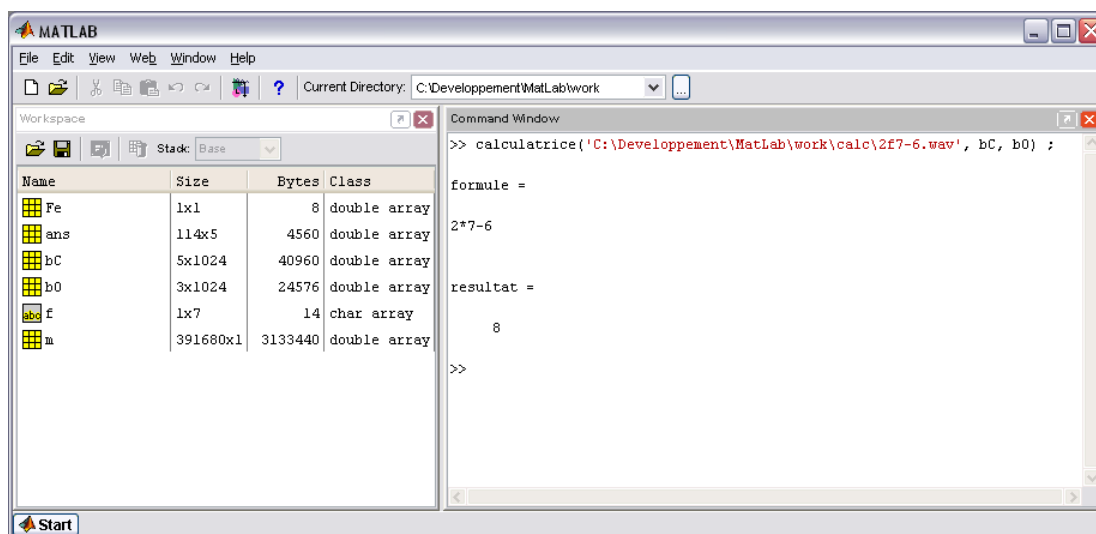 MATLAB
File Edit View Web Window Help
Current Directory: C:\Developpement\MatLab\work ...
Workspace
Stack: Base
Name Size Bytes Class
Fe 1x1 8 double array
ans 114x5 4560 double array
bC 5x1024 40960 double array
bO 3x1024 24576 double array
abc f 1x7 14 char array
m 391680x1 3133440 double array
Command Window
>> calculatrice('C:\Developpement\MatLab\work\calc\2f7-6.wav', bC, bO) ;
formule =
2*7-6
resultat =
8
>>
Start